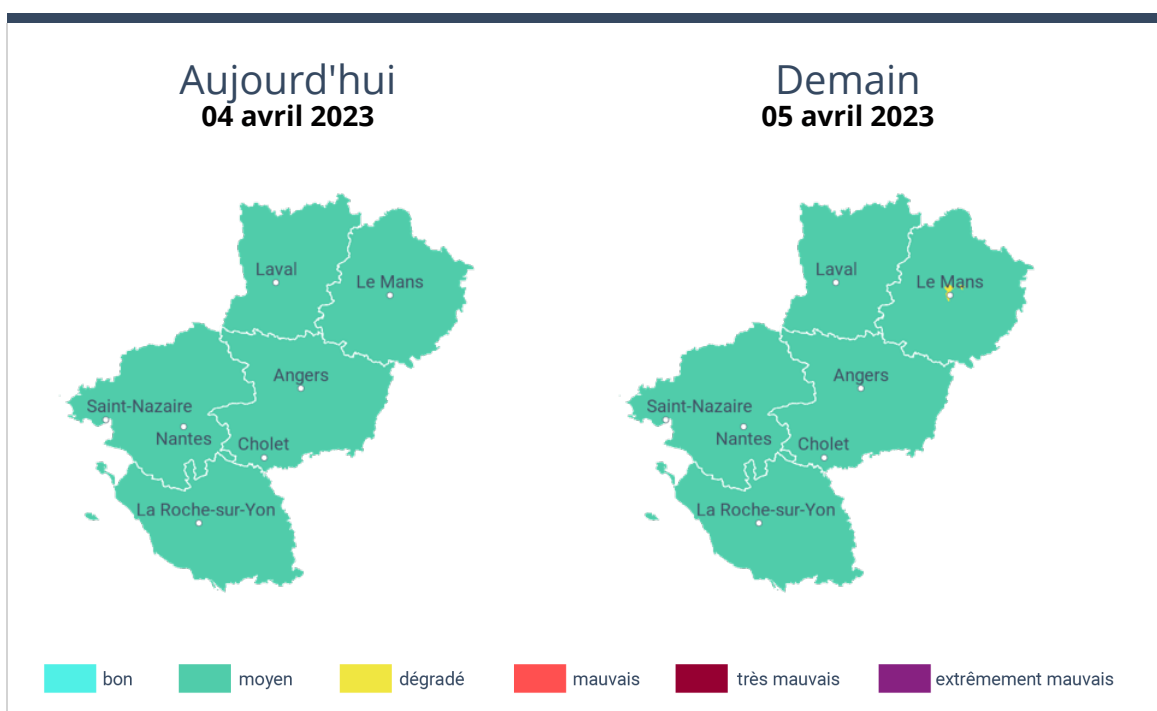 Aujourd'hui
04 avril 2023
Laval
Le Mans
Angers
Saint-Nazaire
Nantes
Cholet
La Roche-sur-Yon
Demain
05 avril 2023
Laval
Le Mans
Angers
Saint-Nazaire
Nantes
Cholet
La Roche-sur-Yon
bon
moyen
dégradé
mauvais
très mauvais
extrêmement mauvais